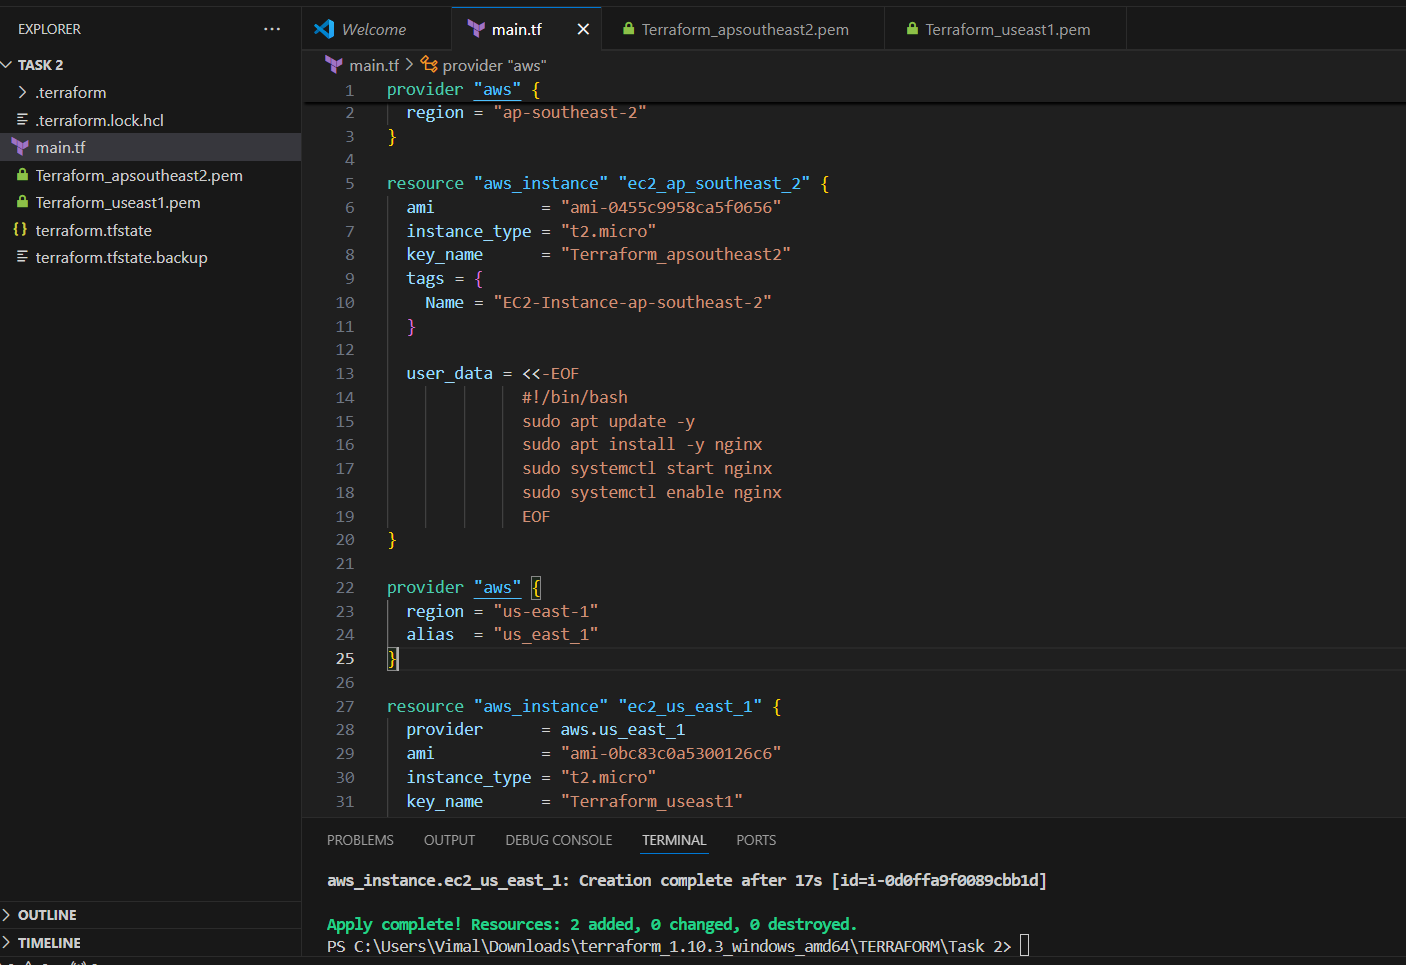 EXPLORER
TASK 2
.terraform
.terraform.lock.hcl
main.tf
Terraform_apsoutheast2.pem
Terraform_useast1.pem
terraform.tfstate
terraform.tfstate.backup
OUTLINE
TIMELINE
Welcome
main.tf
Terraform_apsoutheast2.pem
Terraform_useast1.pem
main.tf > provider "aws"
1 provider "aws" {
2 region = "ap-southeast-2"
3 }
4
5 resource "aws_instance" "ec2_ap_southeast_2" {
6 ami = "ami-0455c9958ca5f0656"
7 instance_type = "t2.micro"
8 key_name = "Terraform_apsoutheast2"
9 tags = {
10 Name = "EC2-Instance-ap-southeast-2"
11 }
12
13 user_data = <<-EOF
14 #!/bin/bash
15 sudo apt update -y
16 sudo apt install -y nginx
17 sudo systemctl start nginx
18 sudo systemctl enable nginx
19 EOF
20 }
21
22 provider "aws" {
23 region = "us-east-1"
24 alias = "us_east_1"
25 }
26
27 resource "aws_instance" "ec2_us_east_1" {
28 provider = aws.us_east_1
29 ami = "ami-0bc83c0a5300126c6"
30 instance_type = "t2.micro"
31 key_name = "Terraform_useast1"
PROBLEMS OUTPUT DEBUG CONSOLE TERMINAL PORTS
aws_instance.ec2_us_east_1: Creation complete after 17s [id=i-0d0ffa9f0089cbb1d]
Apply complete! Resources: 2 added, 0 changed, 0 destroyed.
PS C:\Users\Vimal\Downloads\terraform_1.10.3_windows_amd64\TERRAFORM\Task 2>